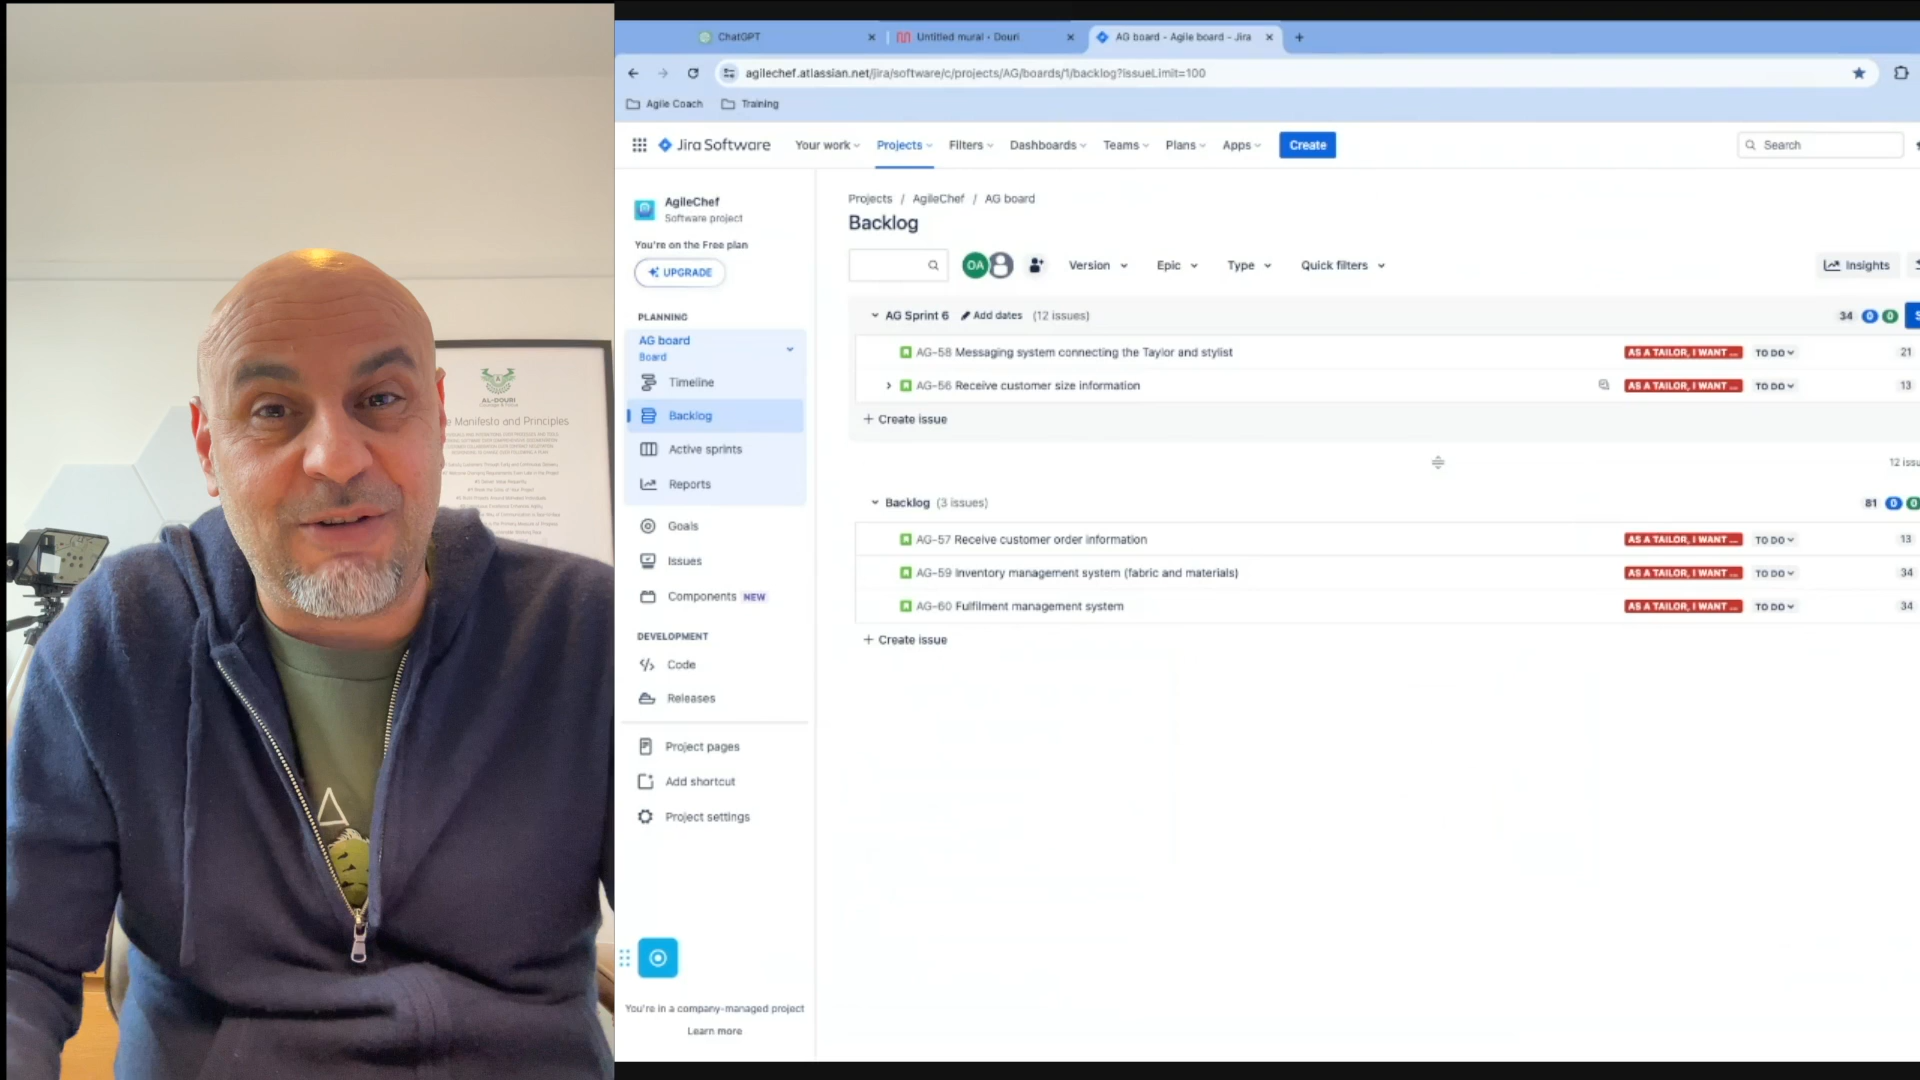 ChatGPT
Untitled mural • Douri
AG board - Agile board - Jira
agilechef.atlassian.net/jira/software/c/projects/AG/boards/1/backlog?issueLimit=100
Agile Coach
Training
Jira Software
Your work
Projects
Filters
Dashboards
Teams
Plans
Apps
Create
Search
AgileChef
Software project
You're on the Free plan
UPGRADE
PLANNING
AG board
Board
Timeline
Backlog
Active sprints
Reports
Goals
Issues
Components NEW
DEVELOPMENT
Code
Releases
Project pages
Add shortcut
Project settings
You're in a company-managed project
Learn more
Projects / AgileChef / AG board
Backlog
OA
Version
Epic
Type
Quick filters
Insights
AG Sprint 6 Add dates (12 issues) 34 0 0
AG-58 Messaging system connecting the Taylor and stylist AS A TAILOR, I WANT ... TO DO 21
AG-56 Receive customer size information AS A TAILOR, I WANT ... TO DO 13
+ Create issue
12 issu
Backlog (3 issues) 81 0 0
AG-57 Receive customer order information AS A TAILOR, I WANT ... TO DO 13
AG-59 Inventory management system (fabric and materials) AS A TAILOR, I WANT ... TO DO 34
AG-60 Fulfilment management system AS A TAILOR, I WANT ... TO DO 34
+ Create issue
AL-DOURI
e Manifesto and Principles